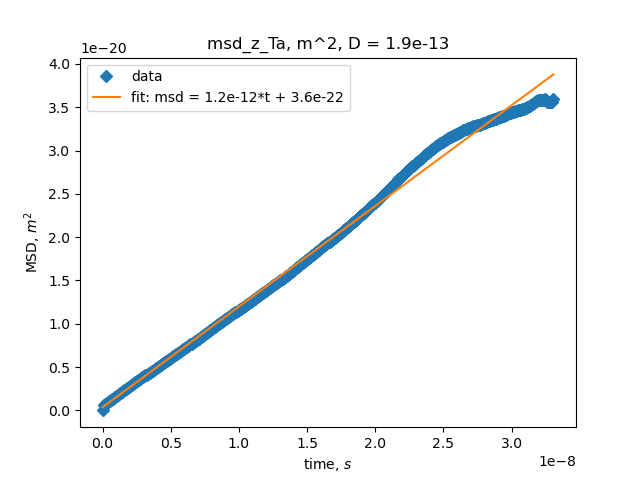 msd_z_Ta, m^2, D = 1.9e-13
1e−20
4.0
3.5
3.0
2.5
2.0
1.5
1.0
0.5
0.0
MSD, m²
data
fit: msd = 1.2e-12*t + 3.6e-22
0.0 0.5 1.0 1.5 2.0 2.5 3.0
1e−8
time, s